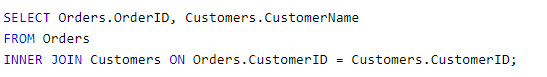 SELECT Orders.OrderID, Customers.CustomerName
FROM Orders
INNER JOIN Customers ON Orders.CustomerID = Customers.CustomerID;